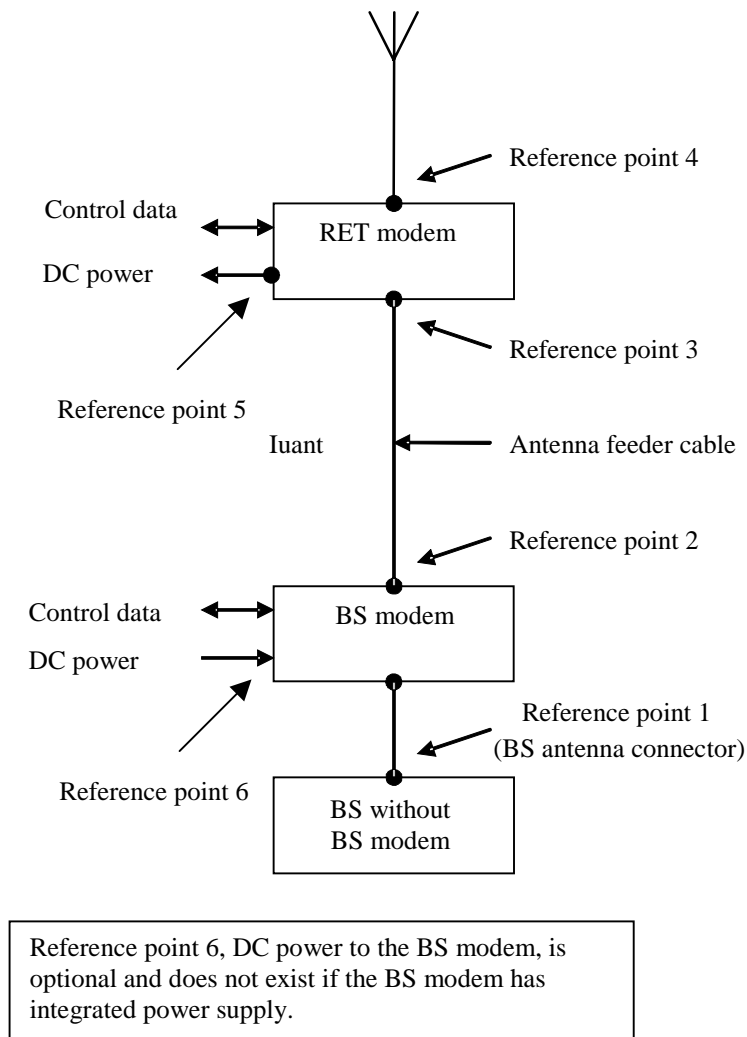 Reference point 4
Control data
RET modem
DC power
Reference point 3
Reference point 5
Iuant
Antenna feeder cable
Reference point 2
Control data
BS modem
DC power
Reference point 1
(BS antenna connector)
Reference point 6
BS without
BS modem
Reference point 6, DC power to the BS modem, is
optional and does not exist if the BS modem has
integrated power supply.